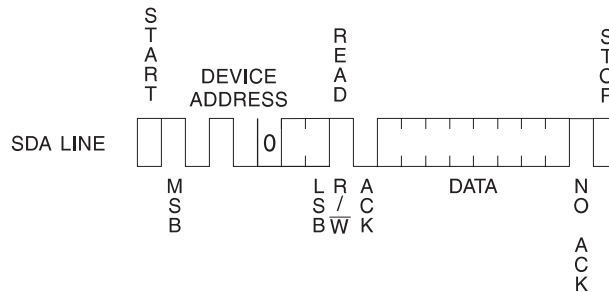 START
DEVICE
ADDRESS
READ
STOP
SDA LINE
0
MSB
LSB
R/W
ACK
DATA
NO ACK